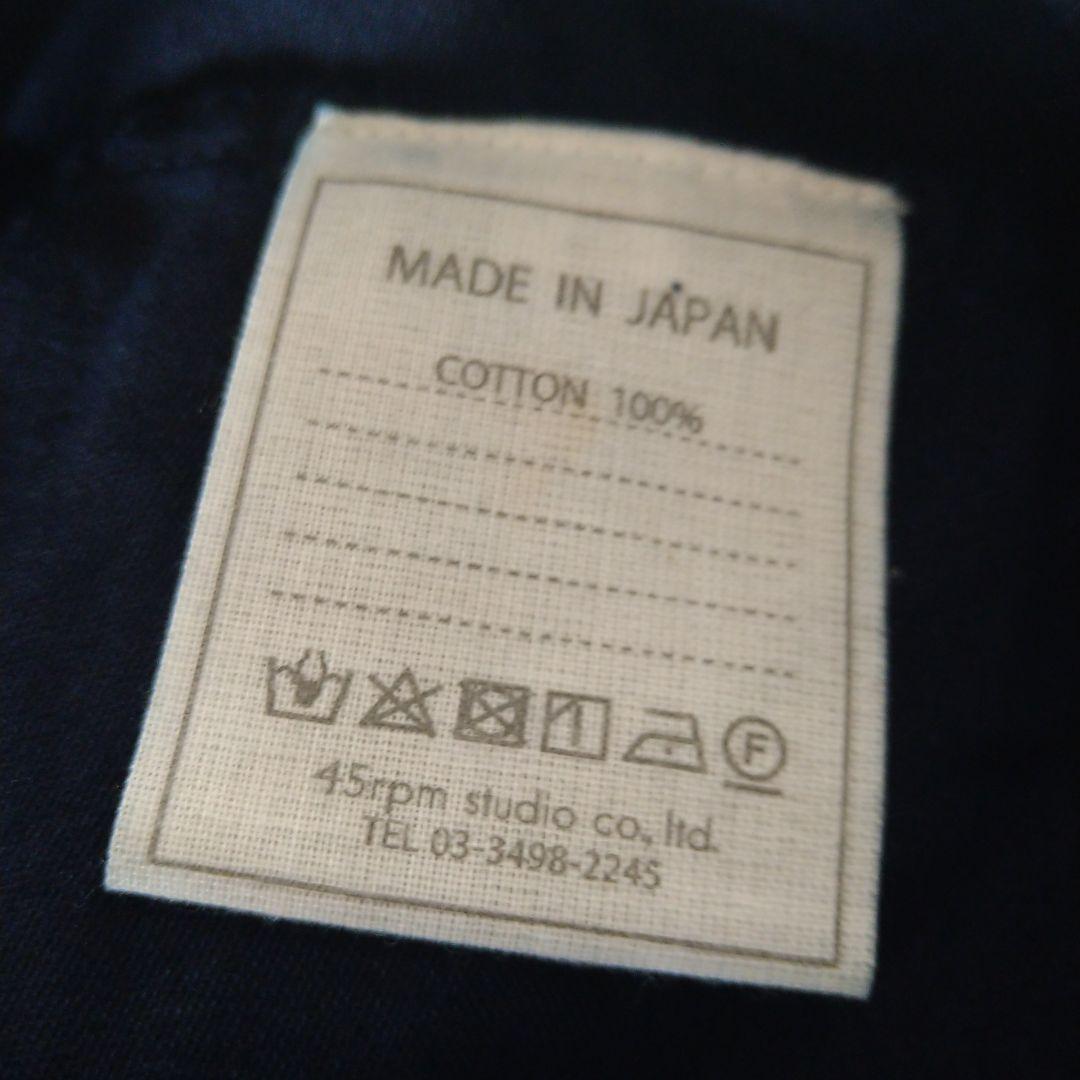 MADE IN JAPAN
COTTON 100%
F
45rpm studio co., ltd.
TEL 03-3498-2245